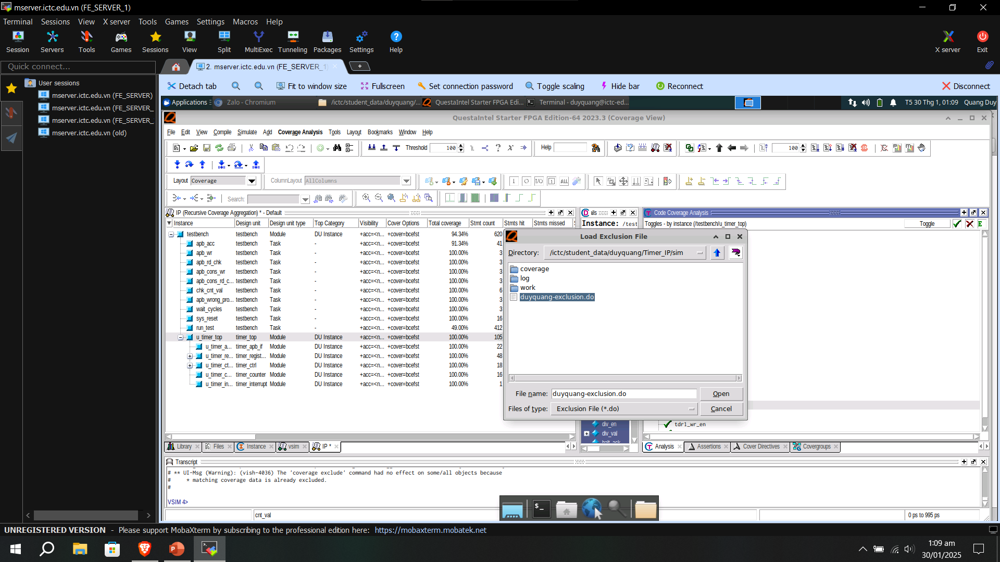 mserver.ictc.edu.vn (FE_SERVER_1)
Terminal Sessions View X server Tools Games Settings Macros Help
Session Servers Tools Games Sessions View Split MultiExec Tunneling Packages Settings Help X server Exit
Quick connect...
2. mserver.ictc.edu.vn (FE_SERVER_1)
User sessions
mserver.ictc.edu.vn (FE_SERVER)
mserver.ictc.edu.vn (FE_SERVER_
mserver.ictc.edu.vn (FE_SERVER_
mserver.ictc.edu.vn (old)
Detach tab Fit to window size Fullscreen Set connection password Toggle scaling Hide bar Reconnect Disconnect
Applications Zalo - Chromium /ictc/student_data/duyquang/... QuestaIntel Starter FPGA Edi... Terminal - duyquang@ictc-ed... T5 30 Thg 1, 01:09 Quang Duy
QuestaIntel Starter FPGA Edition-64 2023.3 (Coverage View)
File Edit View Compile Simulate Add Coverage Analysis Tools Layout Bookmarks Window Help
Threshold 100 Help 100
Layout Coverage ColumnLayout AllColumns
Search:
IP (Recursive Coverage Aggregation) * - Default
Instance Design unit Design unit type Top Category Visibility Cover Options Total coverage Stmt count Stmts hit Stmts missed
testbench testbench Module DU Instance +acc=<n... +cover=bcefst 94.34% 620
apb_acc testbench Task - +acc=<n... +cover=bcefst 91.34% 41
apb_wr testbench Task - +acc=<n... +cover=bcefst 100.00% 3
apb_rd_chk testbench Task - +acc=<n... +cover=bcefst 100.00% 3
apb_cons_wr testbench Task - +acc=<n... +cover=bcefst 100.00% 3
apb_cons_rd_c... testbench Task - +acc=<n... +cover=bcefst 100.00% 3
chk_cnt_val testbench Task - +acc=<n... +cover=bcefst 100.00% 6
apb_wrong_pro... testbench Task - +acc=<n... +cover=bcefst 100.00% 3
wait_cycles testbench Task - +acc=<n... +cover=bcefst 100.00% 3
sys_reset testbench Task - +acc=<n... +cover=bcefst 100.00% 16
run_test testbench Task - +acc=<n... +cover=bcefst 49.00% 412
u_timer_top timer_top Module DU Instance +acc=<n... +cover=bcefst 100.00% 105
u_timer_a... timer_apb_if Module DU Instance +acc=<n... +cover=bcefst 100.00% 22
u_timer_re... timer_regist... Module DU Instance +acc=<n... +cover=bcefst 100.00% 48
u_timer_ct... timer_ctrl Module DU Instance +acc=<n... +cover=bcefst 100.00% 18
u_timer_c... timer_counter Module DU Instance +acc=<n... +cover=bcefst 100.00% 16
u_timer_in... timer_interrupt Module DU Instance +acc=<n... +cover=bcefst 100.00% 1
ails
Instance: /test
Code Coverage Analysis
Toggles - by instance (/testbench/u_timer_top) Toggle
Load Exclusion File
Directory: /ictc/student_data/duyquang/Timer_IP/sim
coverage
log
work
duyquang-exclusion.do
File name: duyquang-exclusion.do Open
Files of type: Exclusion File (*.do) Cancel
div_en
div_val
halt_ack
tdr1_wr_en
Library Files Instance vsim IP *
Analysis Assertions Cover Directives Covergroups
Transcript
# ** UI-Msg (Warning): (vish-4036) The 'coverage exclude' command had no effect on some/all objects because
# * matching coverage data is already excluded.
#
VSIM 4>
cnt_val 0 ps to 995 ps
UNREGISTERED VERSION - Please support MobaXterm by subscribing to the professional edition here: https://mobaxterm.mobatek.net
1:09 am
30/01/2025